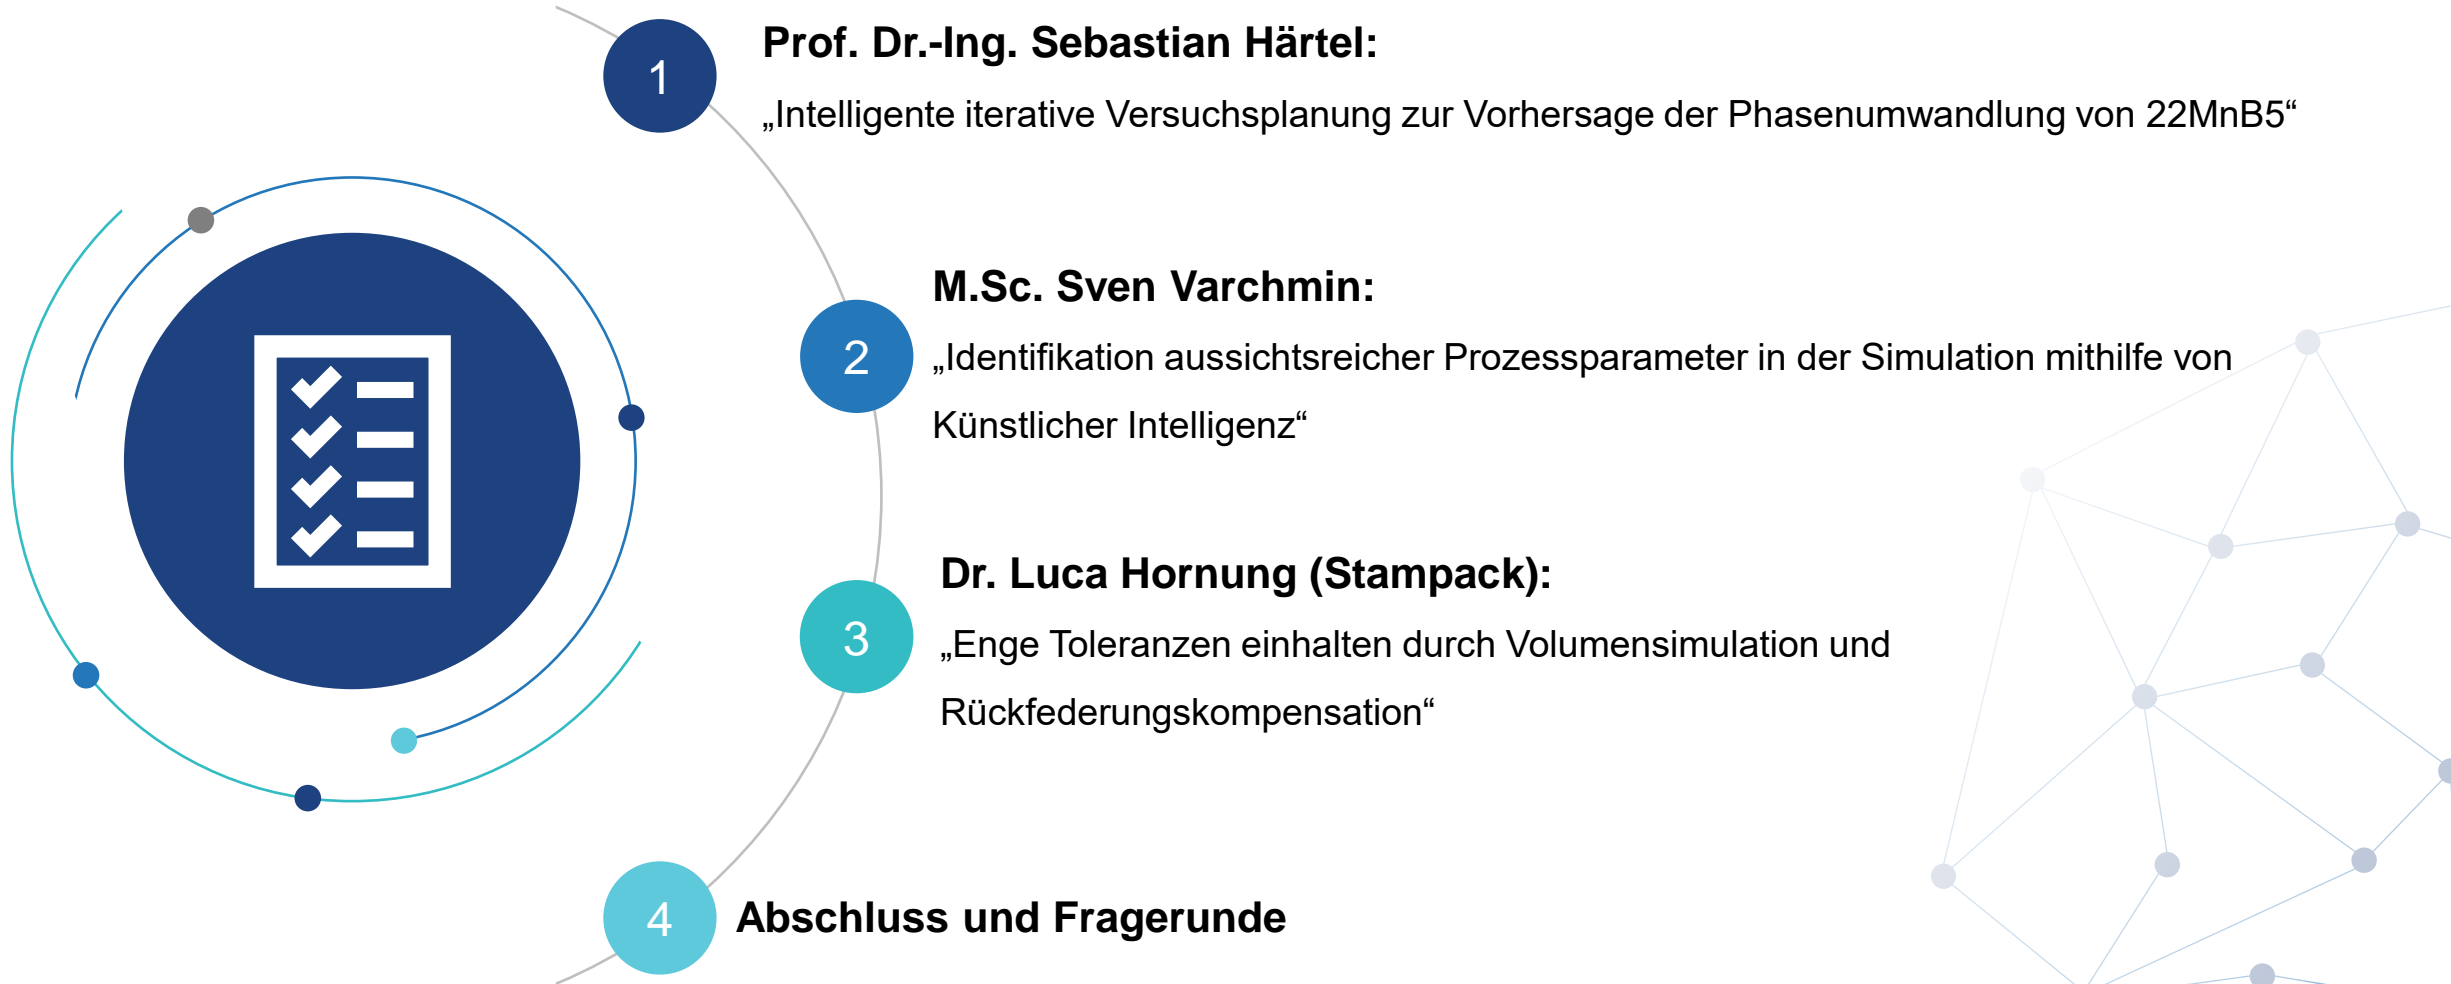 1
Prof. Dr.-Ing. Sebastian Härtel:
„Intelligente iterative Versuchsplanung zur Vorhersage der Phasenumwandlung von 22MnB5“
2
M.Sc. Sven Varchmin:
„Identifikation aussichtsreicher Prozessparameter in der Simulation mithilfe von
Künstlicher Intelligenz“
3
Dr. Luca Hornung (Stampack):
„Enge Toleranzen einhalten durch Volumensimulation und
Rückfederungskompensation“
4
Abschluss und Fragerunde